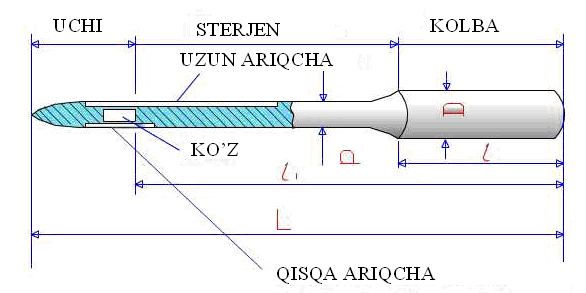 UCHI STERJEN KOLBA
UZUN ARIQCHA
D
KO’Z
D l
l₁
L
QISQA ARIQCHA